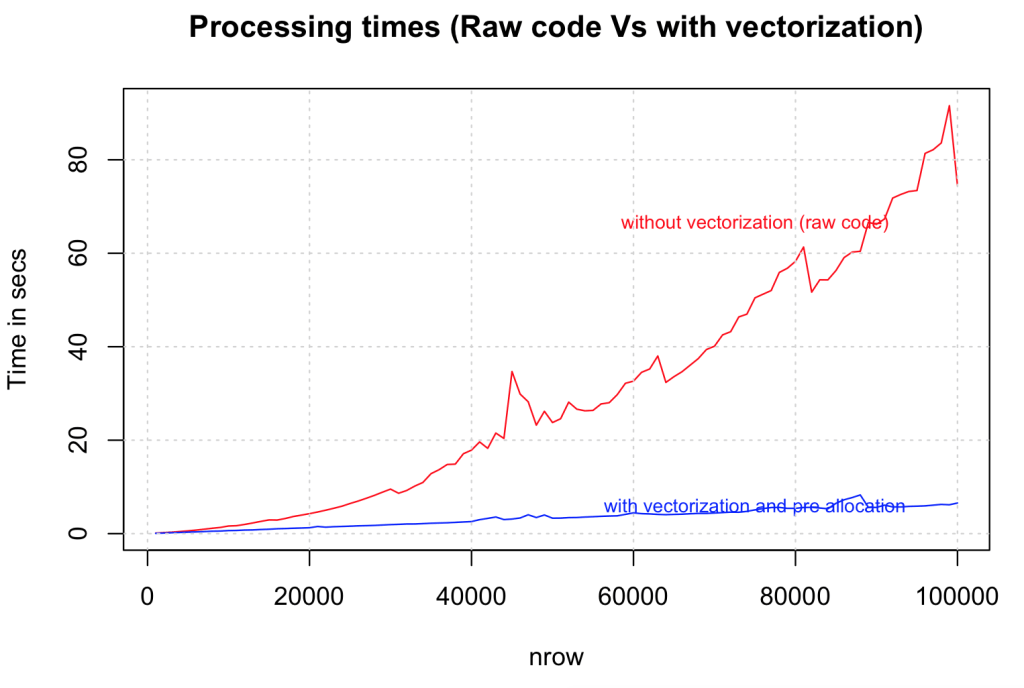 Processing times (Raw code Vs with vectorization)
80
60
40
20
0
Time in secs
without vectorization (raw code)
with vectorization and pre allocation
0 20000 40000 60000 80000 100000
nrow